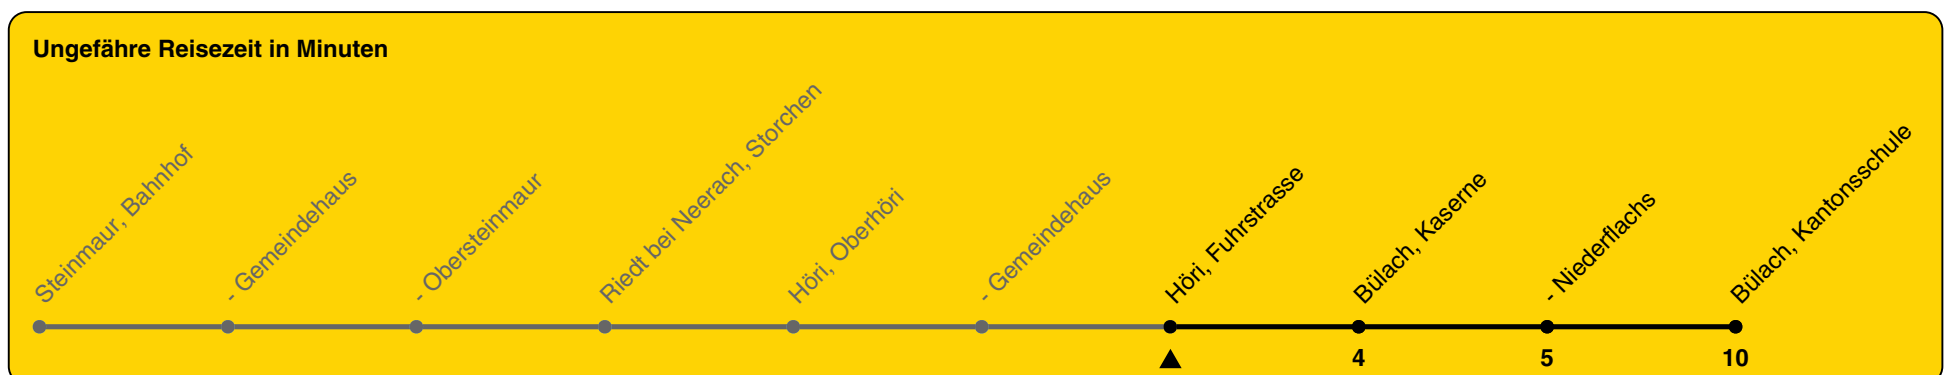 Ungefähre Reisezeit in Minuten
Steinmaur, Bahnhof
- Gemeindehaus
- Obersteinmaur
Riedt bei Neerach, Storchen
Höri, Oberhöri
- Gemeindehaus
Höri, Fuhrstrasse
Bülach, Kaserne
- Niederflachs
Bülach, Kantonsschule
4 5 10